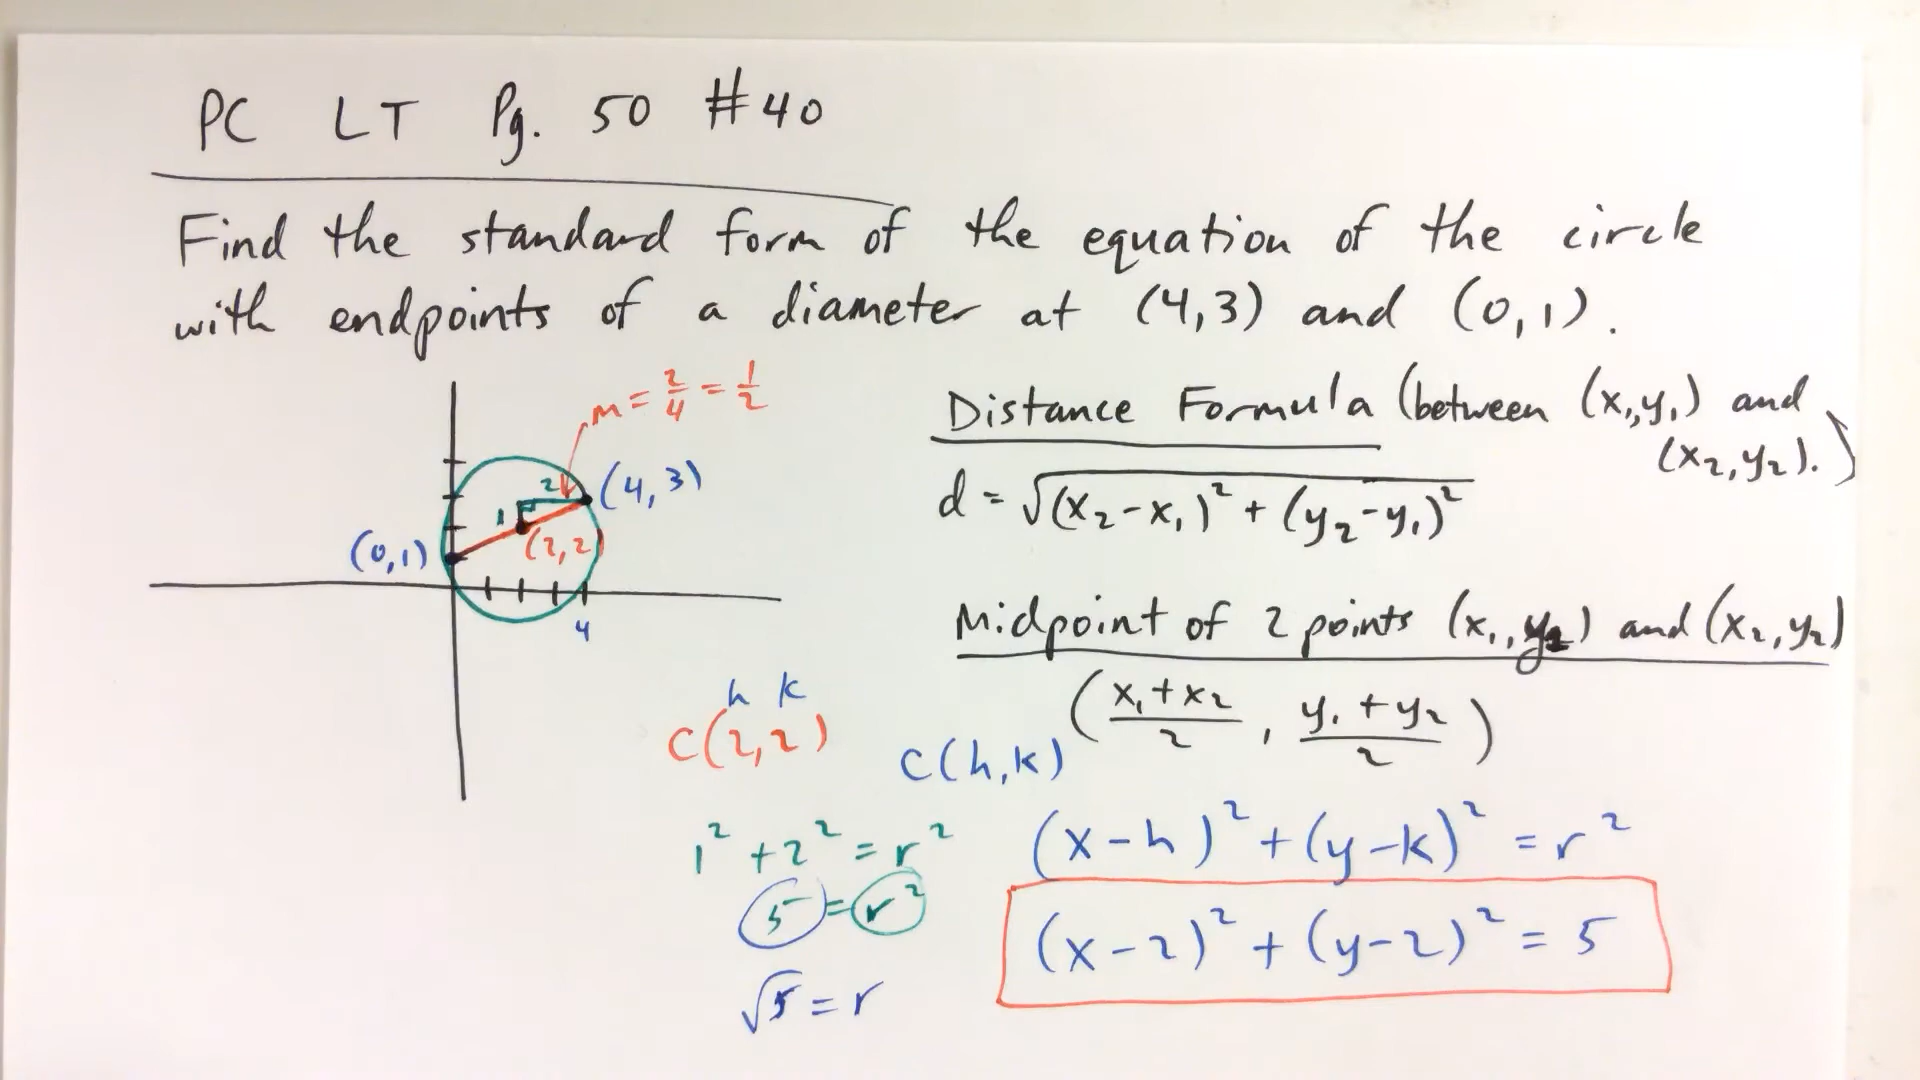 PC LT Pg. 50 #40
Find the standard form of the equation of the circle
with endpoints of a diameter at (4,3) and (0,1).
m = 2/4 = 1/2
(4,3)
2
1
(0,1)
(2,2)
4
Distance Formula (between (x₁,y₁) and
(x₂,y₂).)
d = √((x₂-x₁)² + (y₂-y₁)²)
Midpoint of 2 points (x₁,y₂) and (x₂,y₂)
((x₁+x₂)/2, (y₁+y₂)/2)
h k
C(2,2)
C(h,k)
1² + 2² = r²
5 = r²
√5 = r
(x-h)² + (y-k)² = r²
(x-2)² + (y-2)² = 5